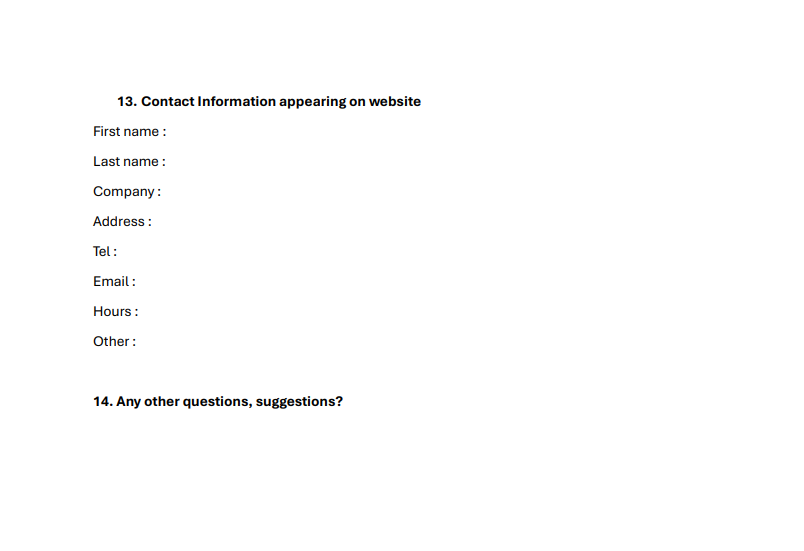 13. Contact Information appearing on website
First name :
Last name :
Company :
Address :
Tel :
Email :
Hours :
Other :
14. Any other questions, suggestions?